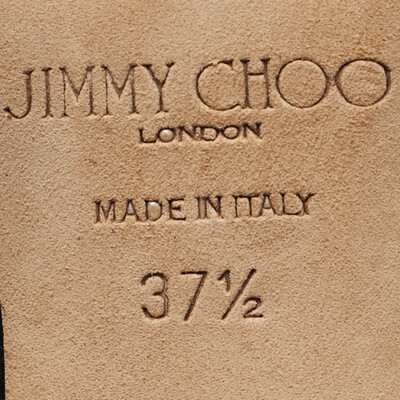 JIMMY CHOO
LONDON
MADE IN ITALY
37½